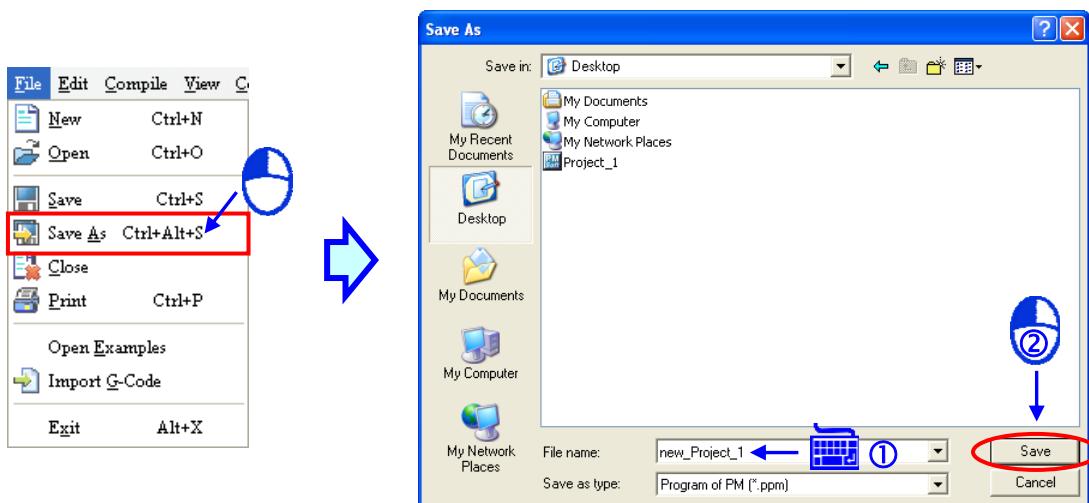 File Edit Compile View
New Ctrl+N
Open Ctrl+O
Save Ctrl+S
Save As Ctrl+Alt+S
Close
Print Ctrl+P
Open Examples
Import G-Code
Exit Alt+X
Save As
Save in: Desktop
My Recent
Documents
Desktop
My Documents
My Computer
My Network
Places
My Documents
My Computer
My Network Places
Project_1
②
File name: new_Project_1 ① Save
Save as type: Program of PM (*.ppm) Cancel